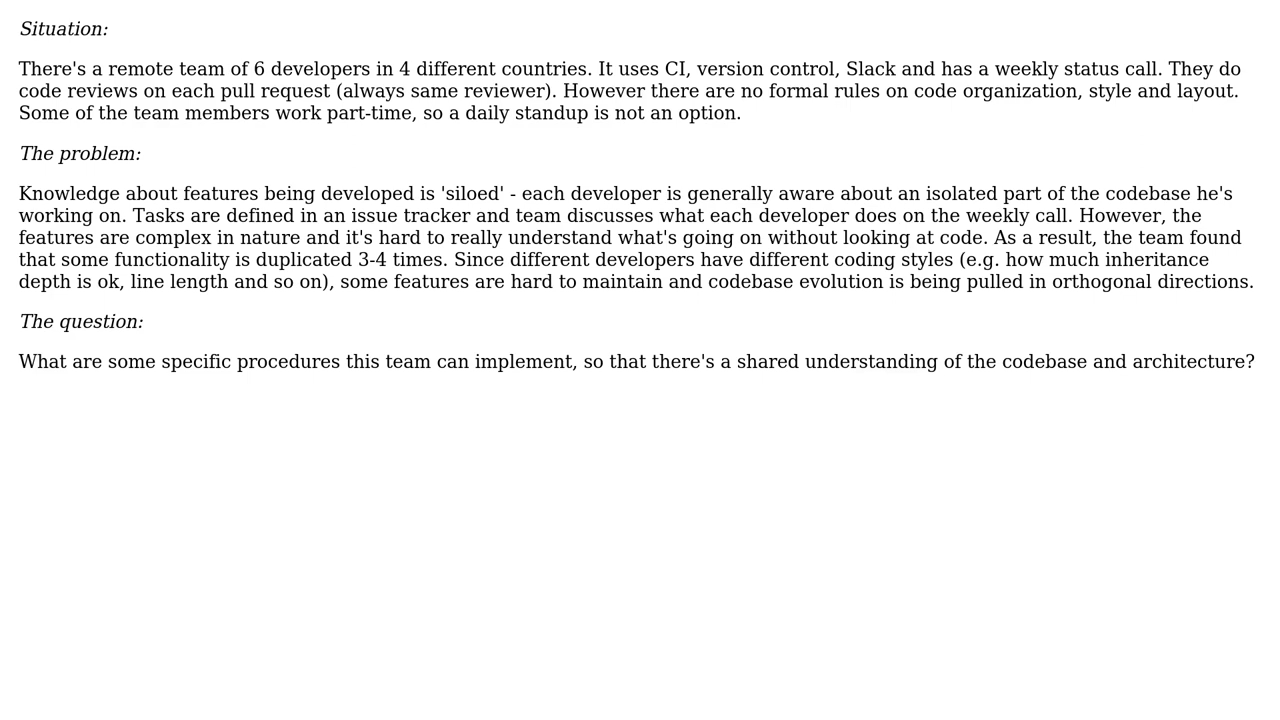 Situation:
There's a remote team of 6 developers in 4 different countries. It uses CI, version control, Slack and has a weekly status call. They do
code reviews on each pull request (always same reviewer). However there are no formal rules on code organization, style and layout.
Some of the team members work part-time, so a daily standup is not an option.
The problem:
Knowledge about features being developed is 'siloed' - each developer is generally aware about an isolated part of the codebase he's
working on. Tasks are defined in an issue tracker and team discusses what each developer does on the weekly call. However, the
features are complex in nature and it's hard to really understand what's going on without looking at code. As a result, the team found
that some functionality is duplicated 3-4 times. Since different developers have different coding styles (e.g. how much inheritance
depth is ok, line length and so on), some features are hard to maintain and codebase evolution is being pulled in orthogonal directions.
The question:
What are some specific procedures this team can implement, so that there's a shared understanding of the codebase and architecture?